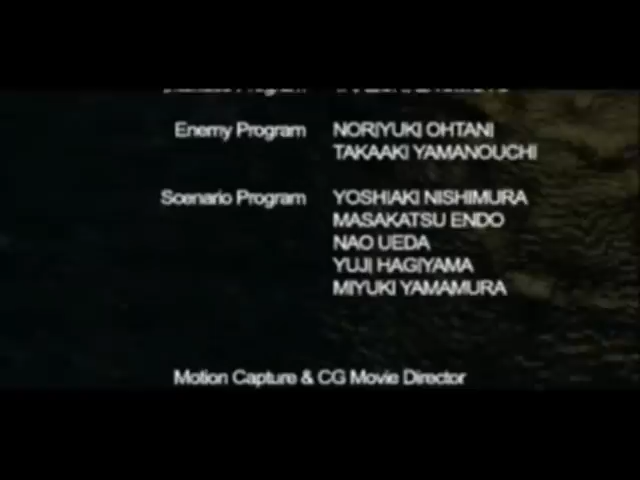 Program
Enemy Program NORIYUKI OHTANI
TAKAAKI YAMANOUCHI
Scenario Program YOSHIAKI NISHIMURA
MASAKATSU ENDO
NAO UEDA
YUJI HAGIYAMA
MIYUKI YAMAMURA
Motion Capture & CG Movie Director